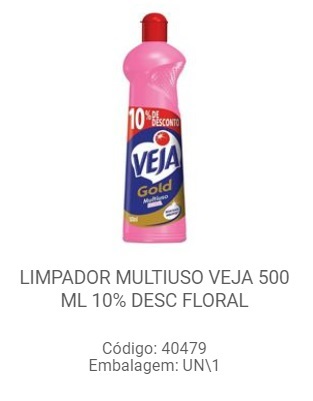 10% DE
DESCONTO
VEJA
Gold
Multiuso
LIMPADOR MULTIUSO VEJA 500
ML 10% DESC FLORAL
Código: 40479
Embalagem: UN\1